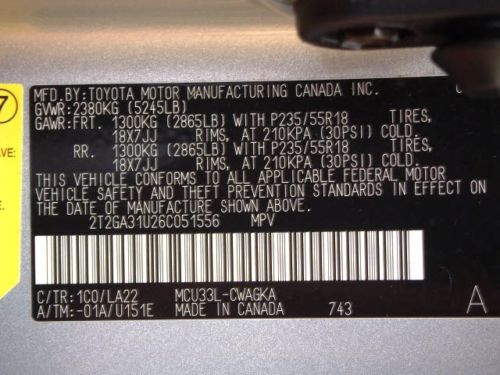 MFD. BY: TOYOTA MOTOR MANUFACTURING CANADA INC.
GVWR: 2380KG (5245LB)
GAWR: FRT. 1300KG (2865LB) WITH P235/55R18 TIRES,
18X7JJ RIMS, AT 210KPA (30PSI) COLD.
RR. 1300KG (2865LB) WITH P235/55R18 TIRES,
18X7JJ RIMS, AT 210KPA (30PSI) COLD.
THIS VEHICLE CONFORMS TO ALL APPLICABLE FEDERAL MOTOR
VEHICLE SAFETY AND THEFT PREVENTION STANDARDS IN EFFECT O
THE DATE OF MANUFACTURE SHOWN ABOVE.
2T2GA31U26C051556 MPV
C/TR: 1C0/LA22 MCU33L-CWAGKA A
A/TM: -01A/U151E MADE IN CANADA 743
7
AVE: